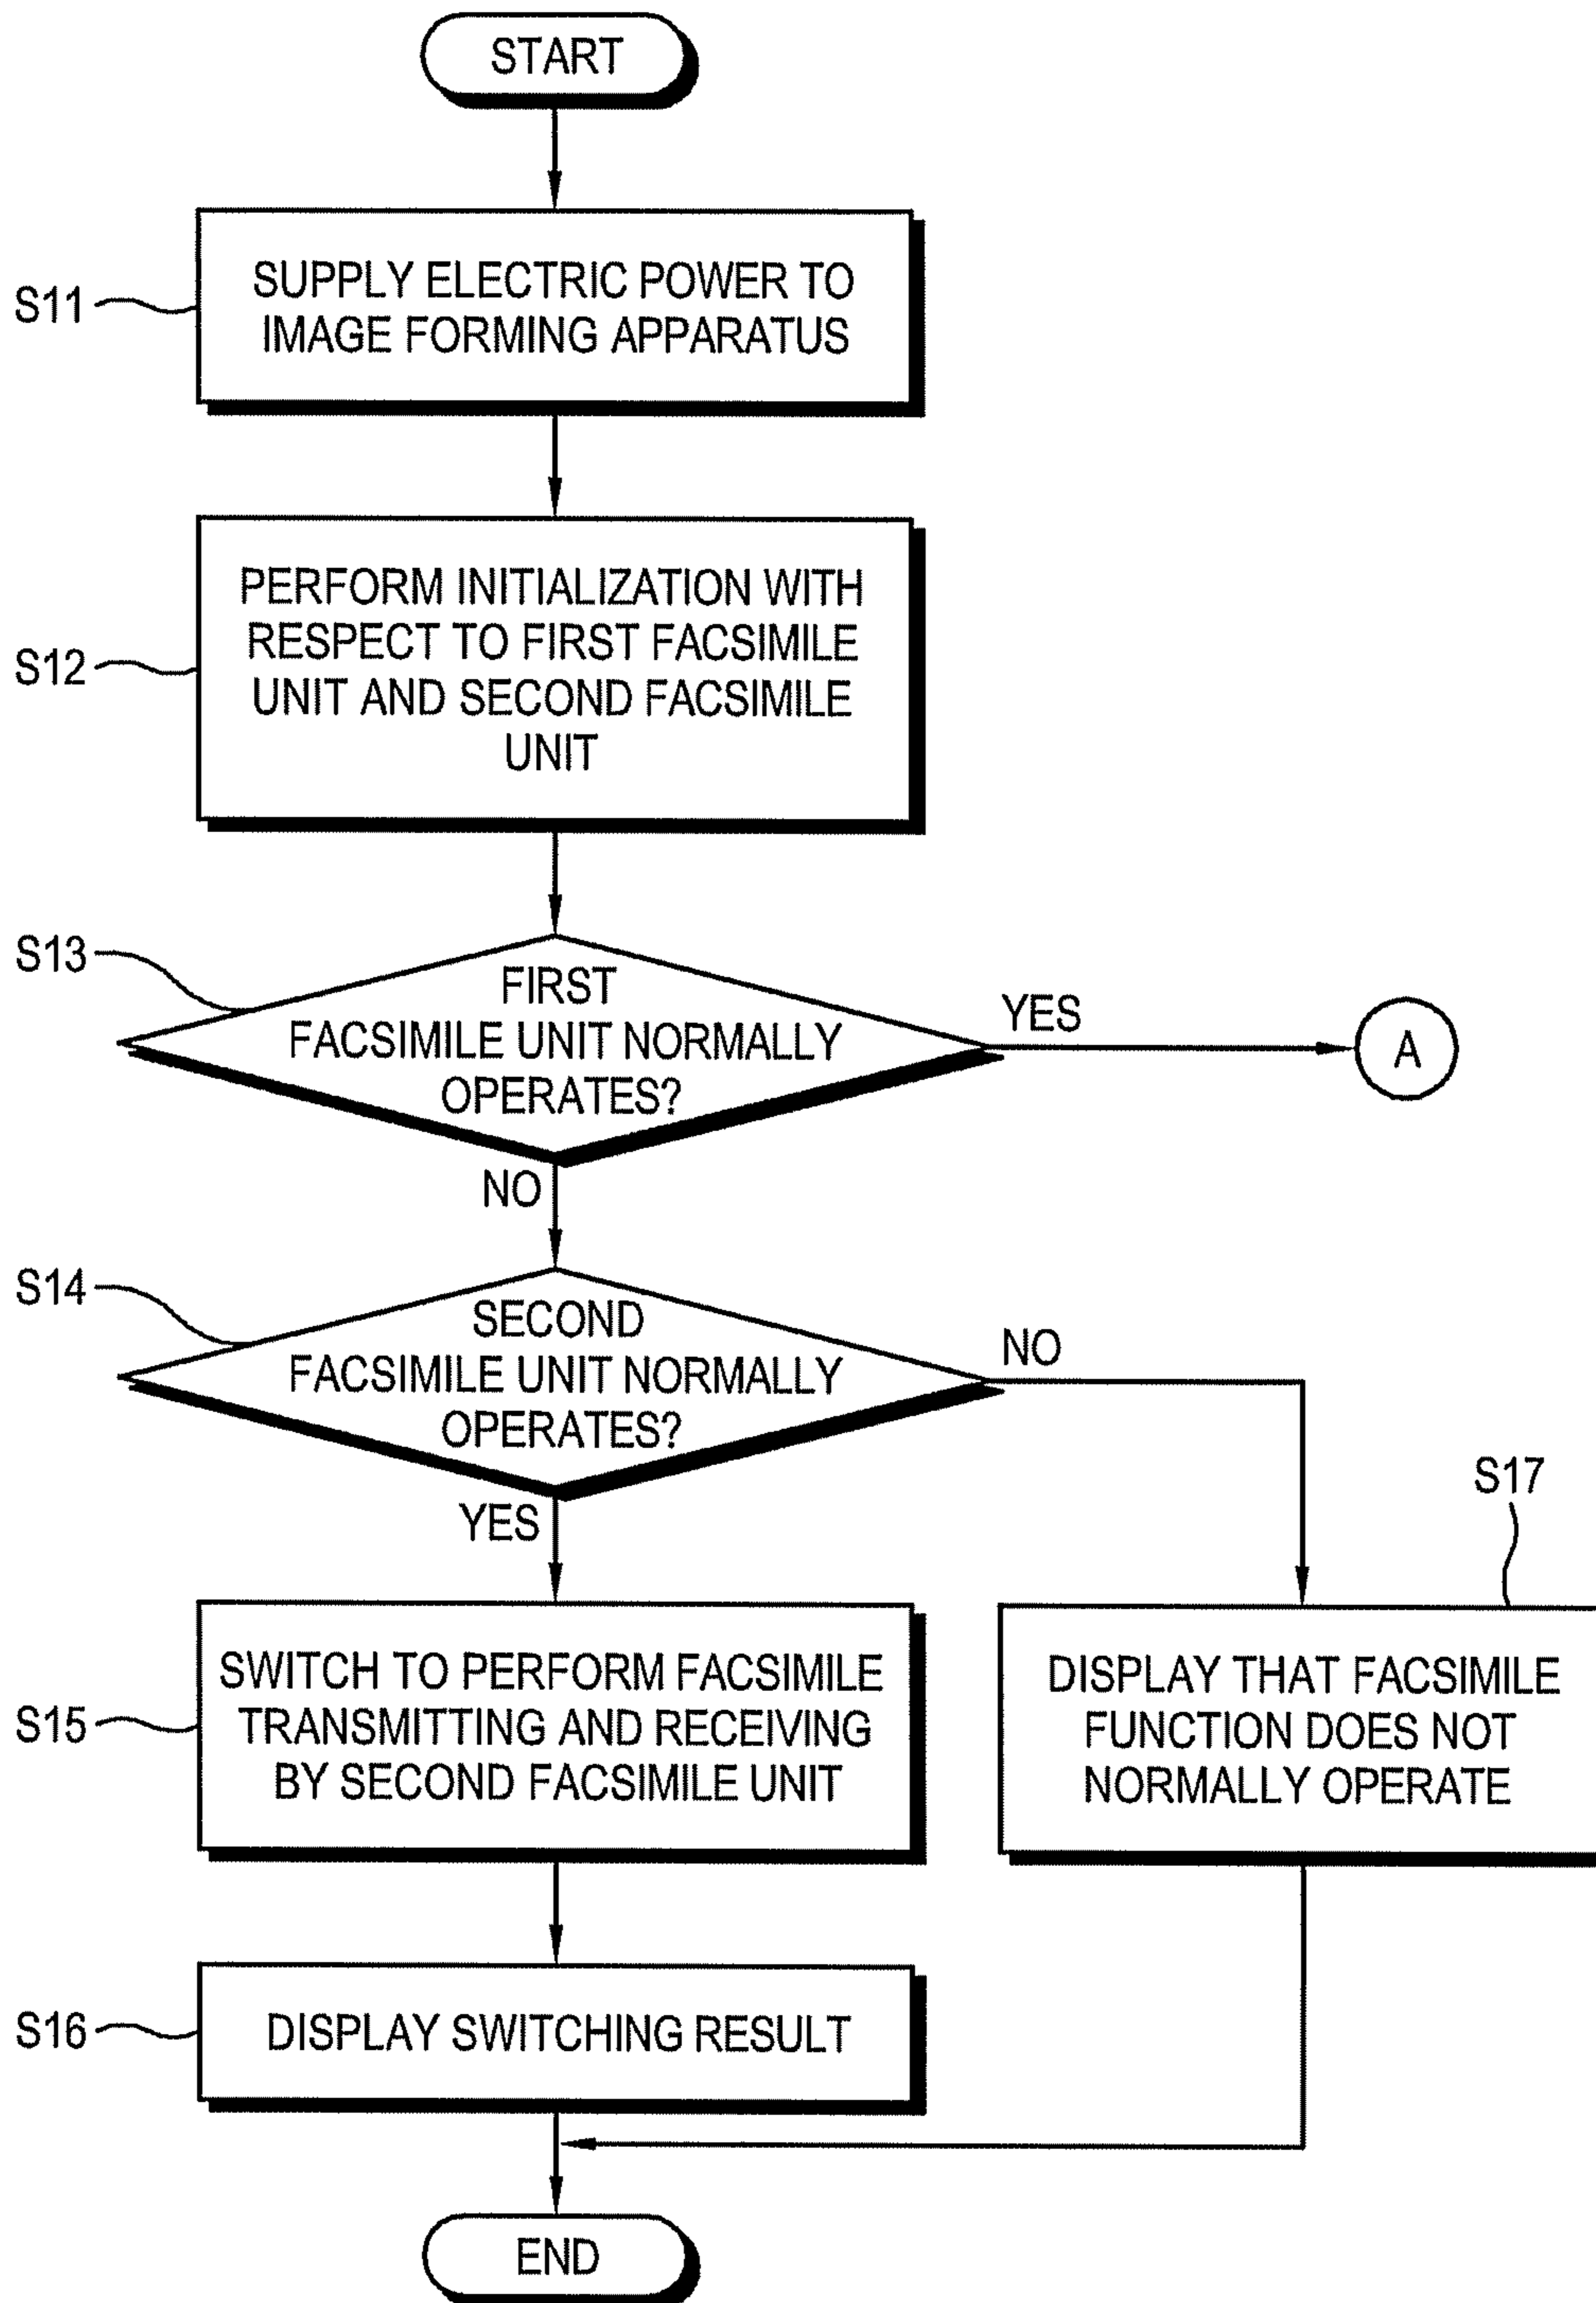 START
S11
SUPPLY ELECTRIC POWER TO
IMAGE FORMING APPARATUS
S12
PERFORM INITIALIZATION WITH
RESPECT TO FIRST FACSIMILE
UNIT AND SECOND FACSIMILE
UNIT
S13
FIRST
FACSIMILE UNIT NORMALLY
OPERATES?
YES
A
NO
S14
SECOND
FACSIMILE UNIT NORMALLY
OPERATES?
NO
YES
S15
SWITCH TO PERFORM FACSIMILE
TRANSMITTING AND RECEIVING
BY SECOND FACSIMILE UNIT
S17
DISPLAY THAT FACSIMILE
FUNCTION DOES NOT
NORMALLY OPERATE
S16
DISPLAY SWITCHING RESULT
END